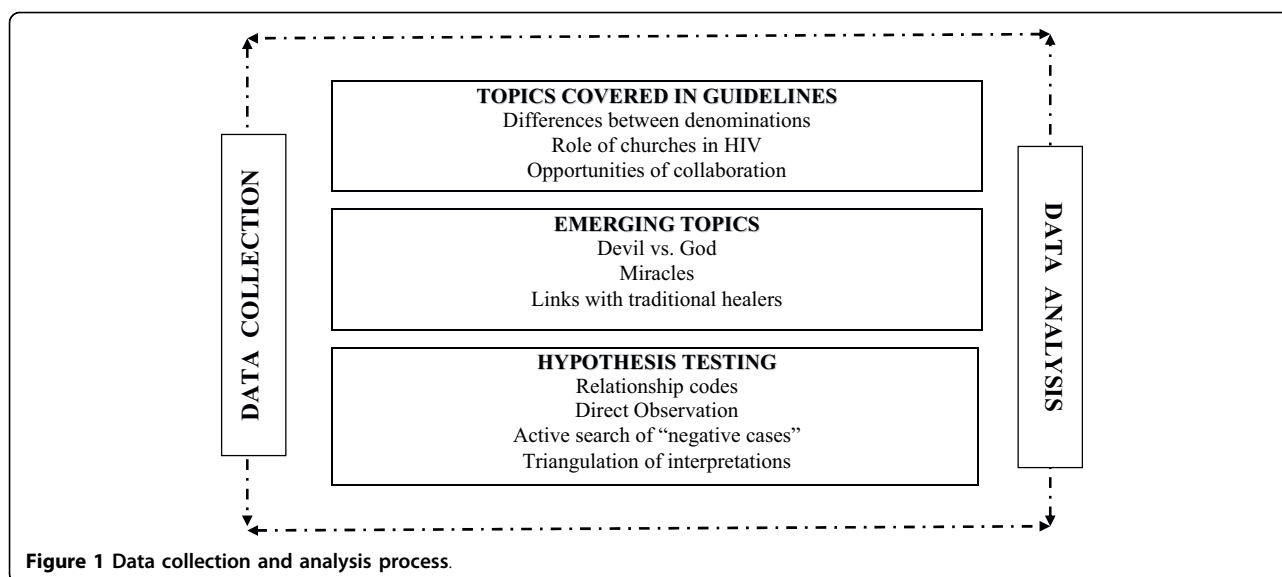 TOPICS COVERED IN GUIDELINES
Differences between denominations
Role of churches in HIV
Opportunities of collaboration
DATA COLLECTION
EMERGING TOPICS
Devil vs. God
Miracles
Links with traditional healers
DATA ANALYSIS
HYPOTHESIS TESTING
Relationship codes
Direct Observation
Active search of “negative cases”
Triangulation of interpretations
Figure 1 Data collection and analysis process.